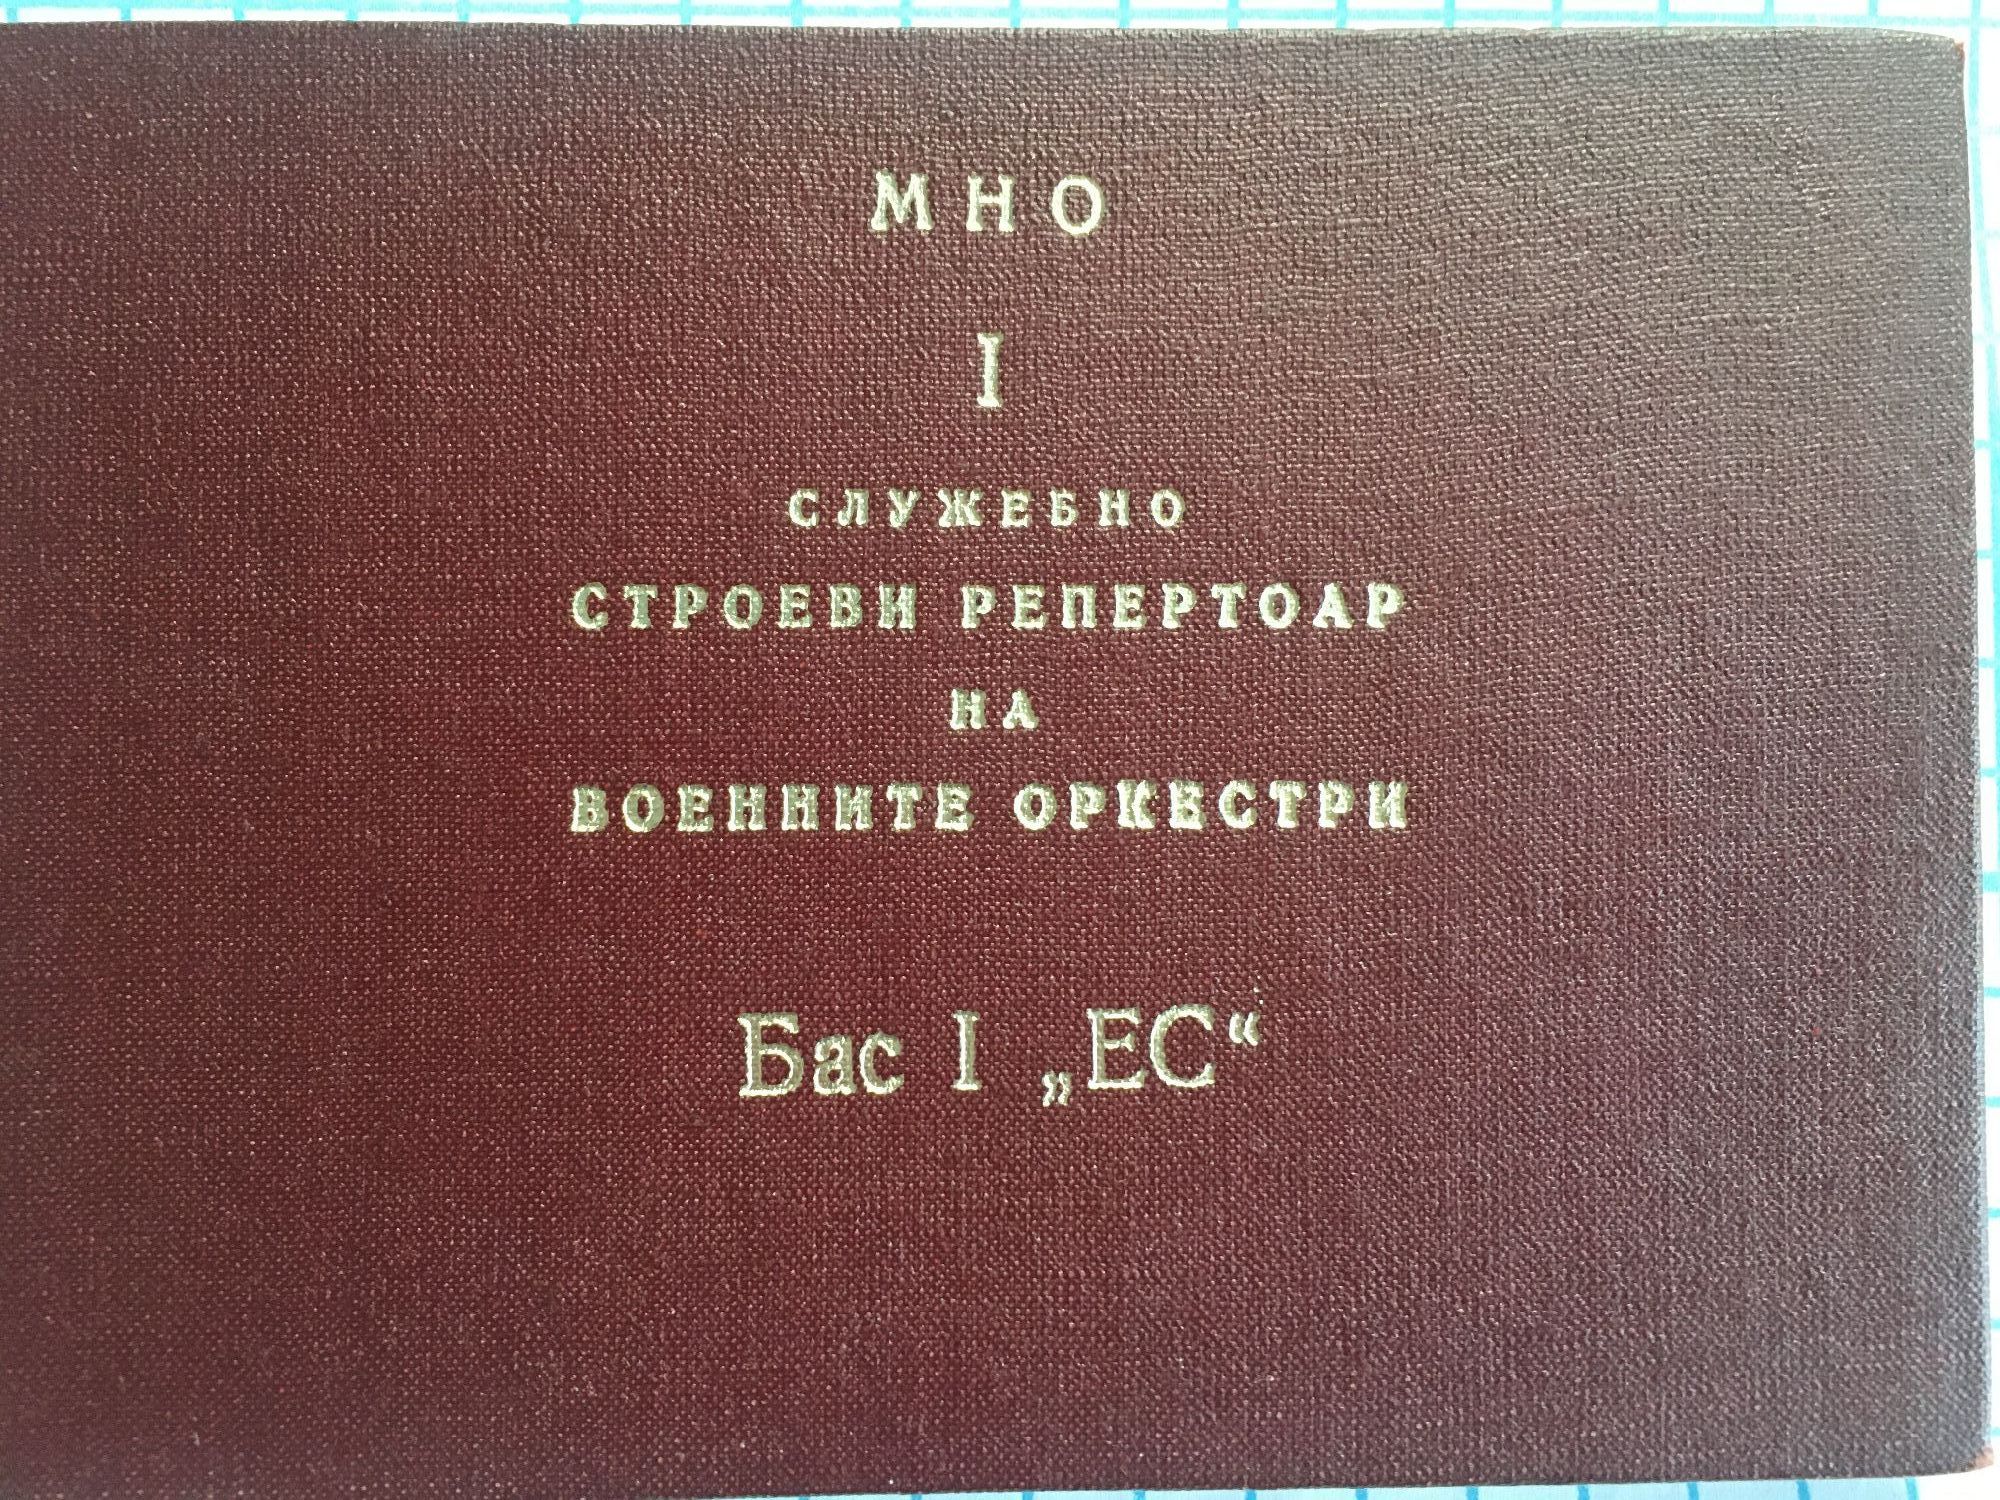 МНО
I
СЛУЖЕБНО
СТРОЕВИ РЕПЕРТОАР
НА
ВОЕННИТЕ ОРКЕСТРИ
Бас I „ЕС“